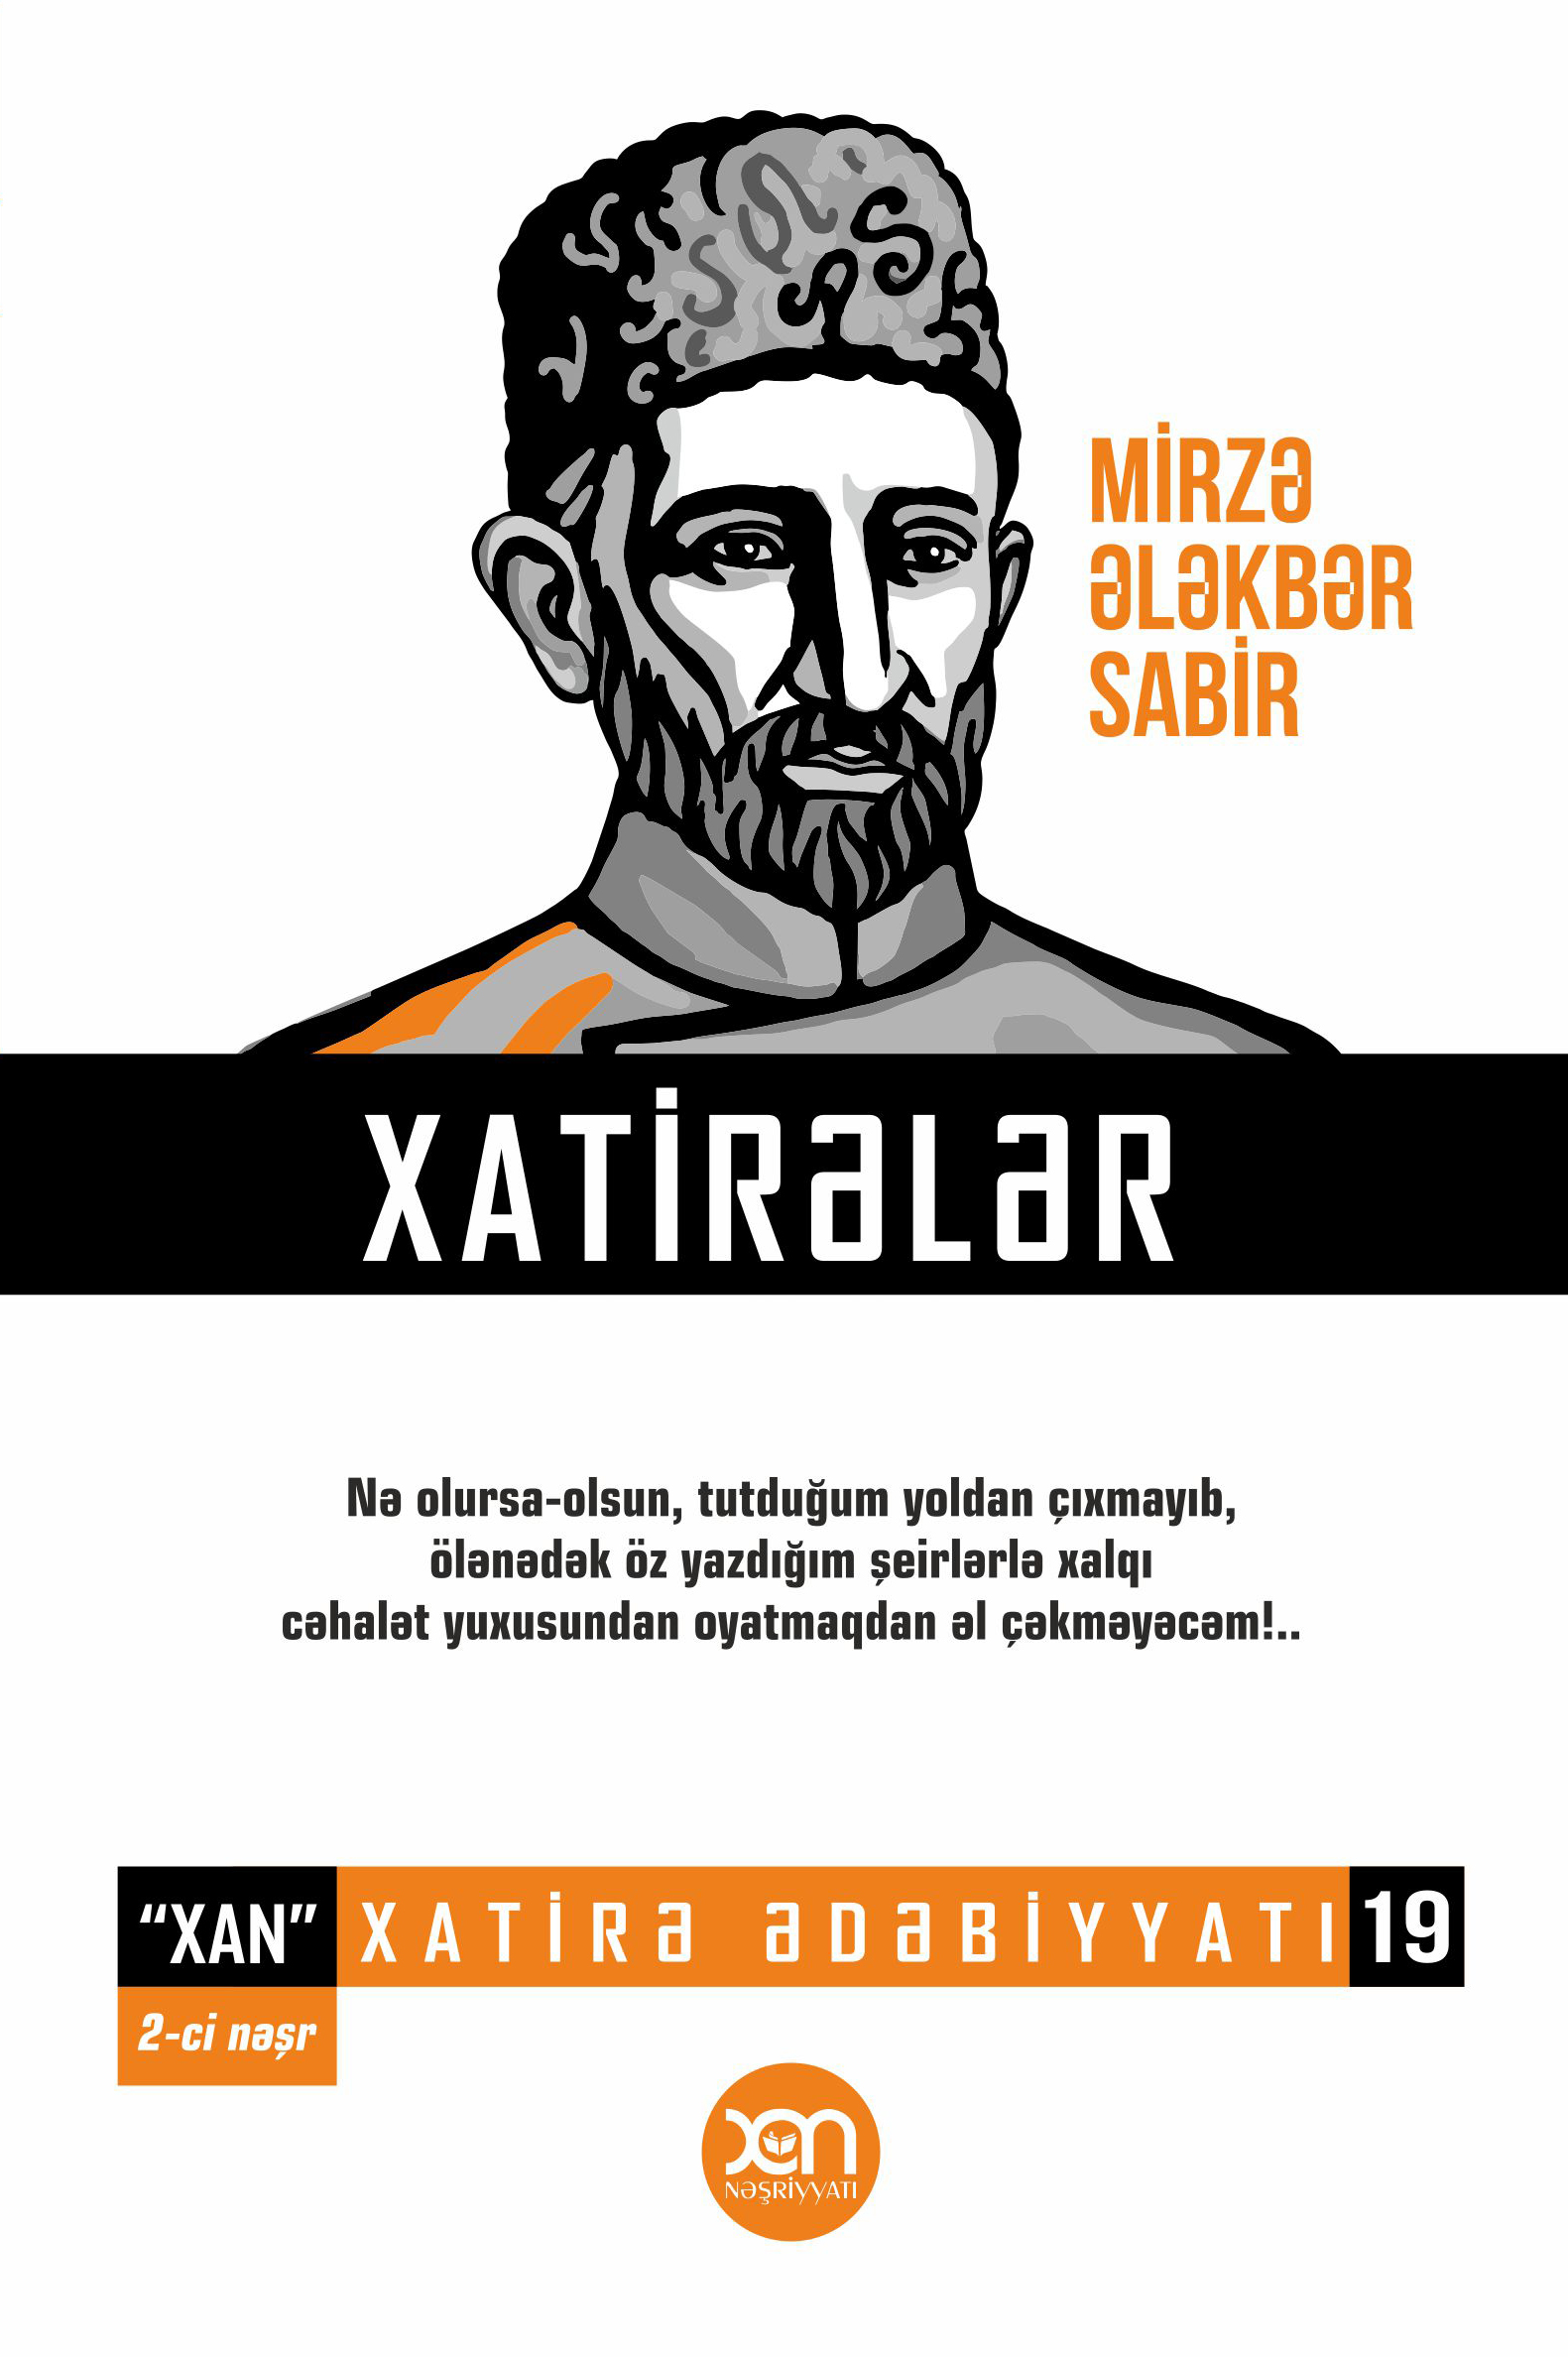 MİRZƏ
ƏLƏKBƏR
SABİR
XATİRƏLƏR
Nə olursa-olsun, tutduğum yoldan çıxmayıb,
ölənədək öz yazdığım şeirlərlə xalqı
cəhalət yuxusundan oyatmaqdan əl çəkməyəcəm!..
“XAN” XATİRƏ ƏDƏBİYYATI 19
2-ci nəşr
xan
NƏŞRİYYATI